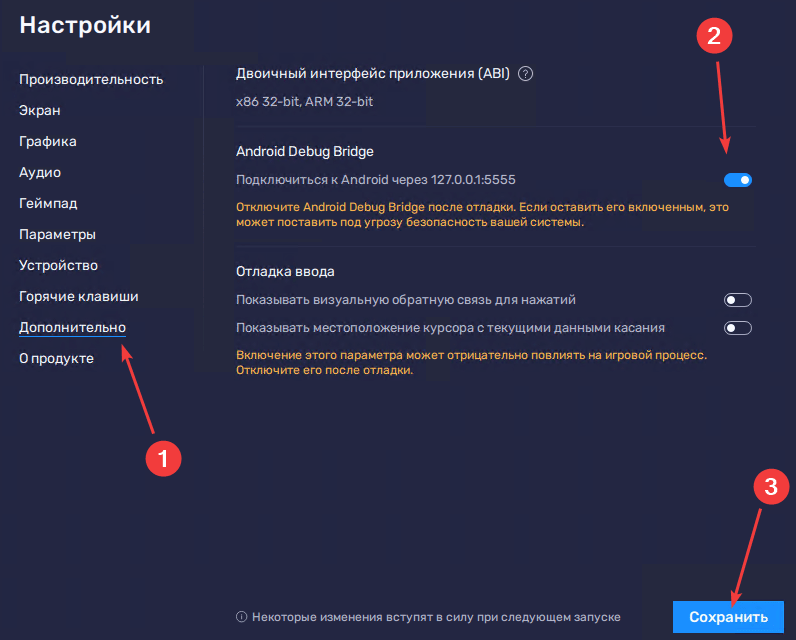 Настройки
Производительность
Экран
Графика
Аудио
Геймпад
Параметры
Устройство
Горячие клавиши
Дополнительно
О продукте
1
2
Двоичный интерфейс приложения (ABI) ?
x86 32-bit, ARM 32-bit
Android Debug Bridge
Подключиться к Android через 127.0.0.1:5555
Отключите Android Debug Bridge после отладки. Если оставить его включенным, это
может поставить под угрозу безопасность вашей системы.
Отладка ввода
Показывать визуальную обратную связь для нажатий
Показывать местоположение курсора с текущими данными касания
Включение этого параметра может отрицательно повлиять на игровой процесс.
Отключите его после отладки.
3
Некоторые изменения вступят в силу при следующем запуске
Сохранить